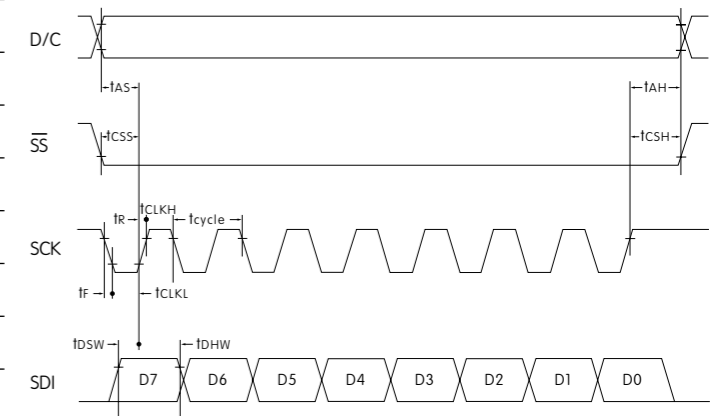 D/C
tAS
tAH
SS
tCSS
tCSH
tR
tCLKH
tcycle
SCK
tF
tCLKL
tDSW
tDHW
SDI
D7
D6
D5
D4
D3
D2
D1
D0